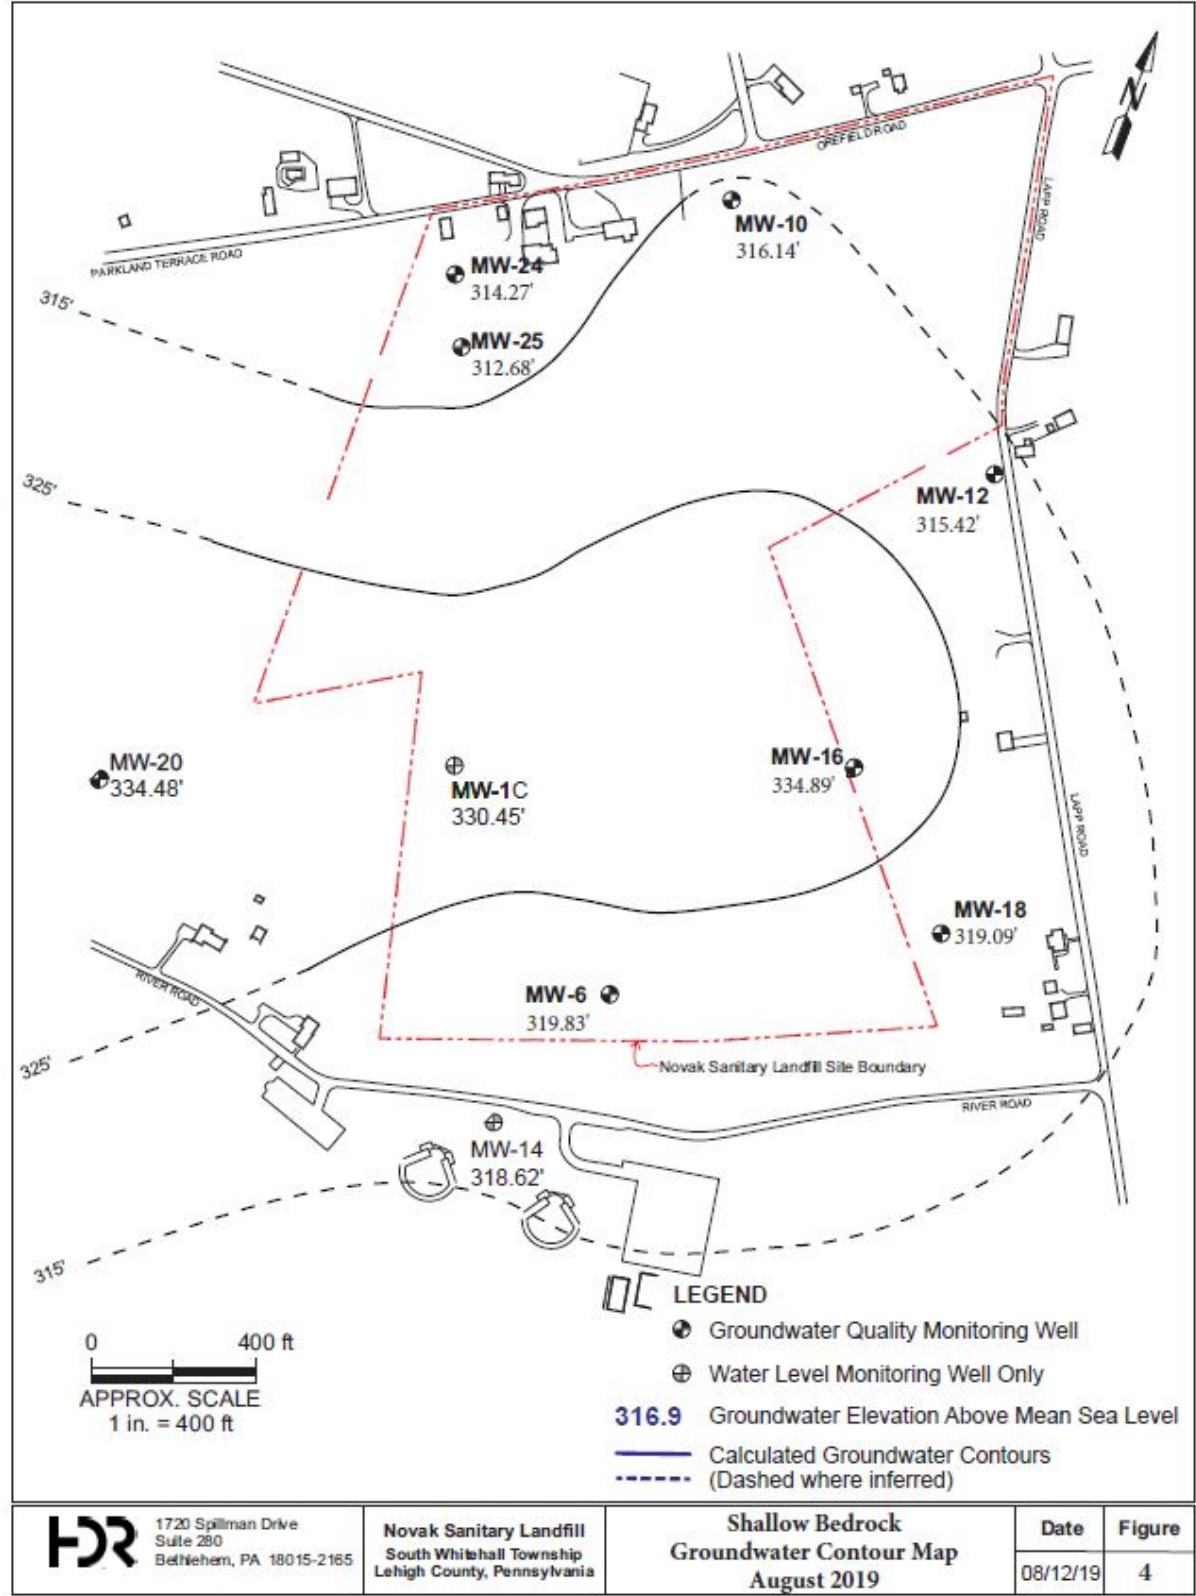 N
OREFIELD ROAD
LAPP ROAD
MW-10
316.14'
PARKLAND TERRACE ROAD
MW-24
314.27'
315'
MW-25
312.68'
325'
MW-12
315.42'
MW-20
334.48'
MW-1C
330.45'
MW-16
334.89'
LAPP ROAD
MW-18
319.09'
RIVER ROAD
MW-6
319.83'
325'
Novak Sanitary Landfill Site Boundary
RIVER ROAD
MW-14
318.62'
315'
LEGEND
Groundwater Quality Monitoring Well
Water Level Monitoring Well Only
316.9 Groundwater Elevation Above Mean Sea Level
Calculated Groundwater Contours
(Dashed where inferred)
0 400 ft
APPROX. SCALE
1 in. = 400 ft
HDR
1720 Spillman Drive
Suite 280
Bethlehem, PA 18015-2165
Novak Sanitary Landfill
South Whitehall Township
Lehigh County, Pennsylvania
Shallow Bedrock
Groundwater Contour Map
August 2019
Date
08/12/19
Figure
4